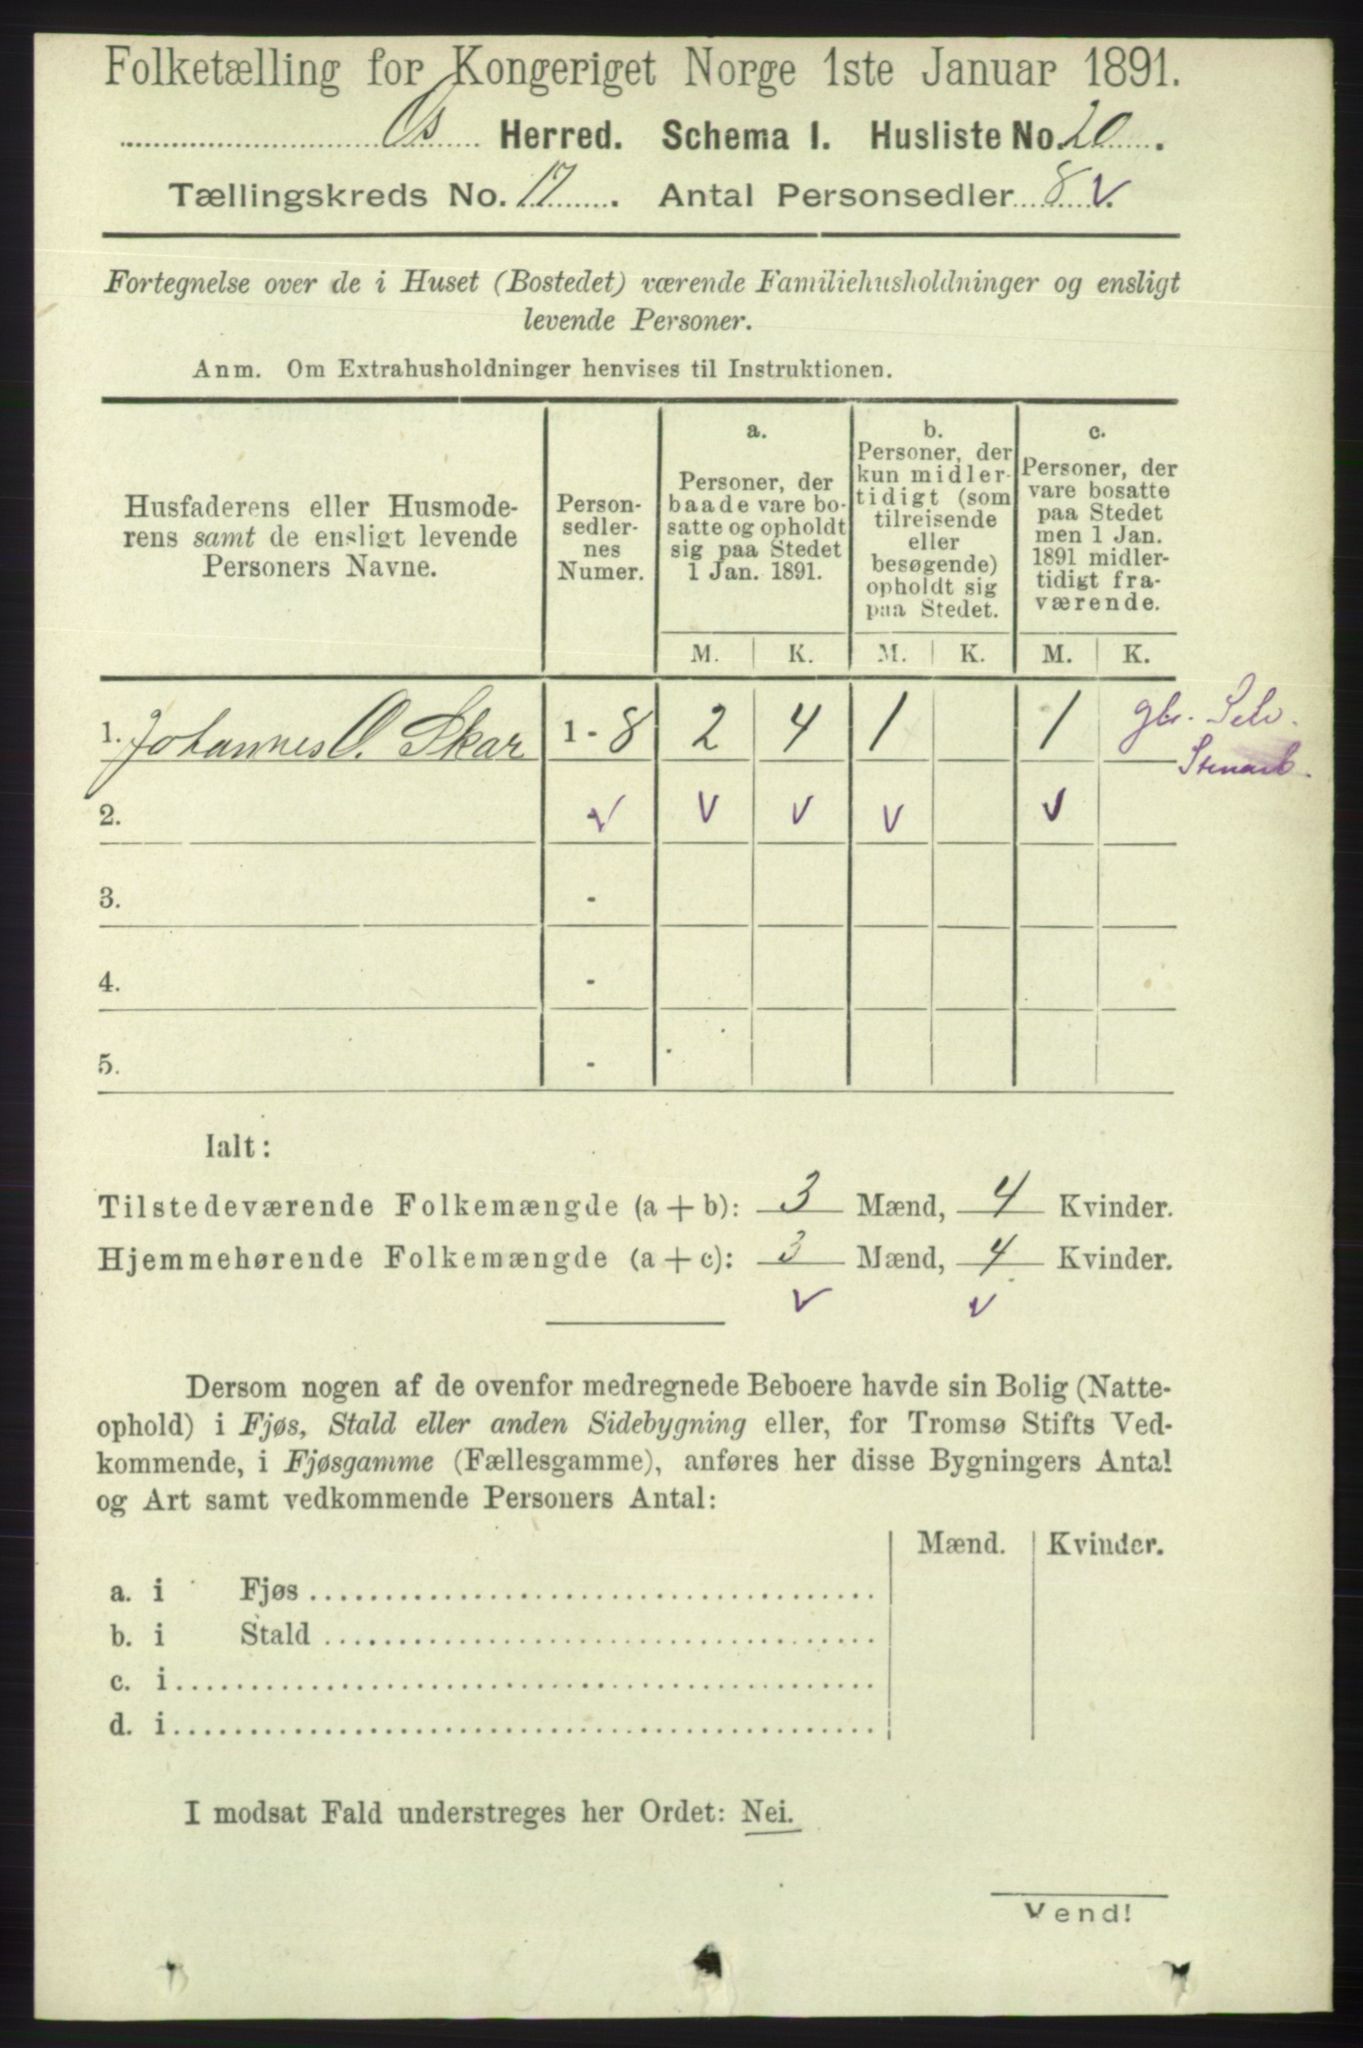 Folketælling for Kongeriget Norge 1ste Januar 1891.
Os Herred. Schema I. Husliste No. 20.
Tællingskreds No. 17. Antal Personsedler 8 v.
Fortegnelse over de i Huset (Bostedet) værende Familiehusholdninger og ensligt
levende Personer.
Anm. Om Extrahusholdninger henvises til Instruktionen.
Husfaderens eller Husmode-
rens samt de ensligt levende
Personers Navne.
Person-
sedler-
nes
Numer.
a.
Personer, der
baade vare bo-
satte og opholdt
sig paa Stedet
1 Jan. 1891.
b.
Personer, der
kun midler-
tidigt (som
tilreisende
eller
besøgende)
opholdt sig
paa Stedet.
c.
Personer, der
vare bosatte
paa Stedet
men 1 Jan.
1891 midler-
tidigt fra-
værende.
M. K. M. K. M. K.
1. Johannes O. Skar 1 - 8 2 4 1 1 gbr. Selv.
2. v v v v v
3. -
4. -
5. -
Ialt:
Tilstedeværende Folkemængde (a + b): 3 Mænd, 4 Kvinder.
Hjemmehørende Folkemængde (a + c): 3 Mænd, 4 Kvinder.
v v
Dersom nogen af de ovenfor medregnede Beboere havde sin Bolig (Natte-
ophold) i Fjøs, Stald eller anden Sidebygning eller, for Tromsø Stifts Ved-
kommende, i Fjøsgamme (Fællesgamme), anføres her disse Bygningers Antal
og Art samt vedkommende Personers Antal:
Mænd. Kvinder.
a. i Fjøs
b. i Stald
c. i
d. i
I modsat Fald understreges her Ordet: Nei.
Vend!